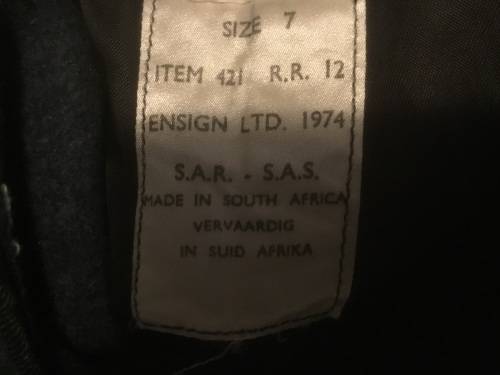 SIZE 7
ITEM 421 R.R. 12
ENSIGN LTD. 1974
S.A.R. - S.A.S.
MADE IN SOUTH AFRICA
VERVAARDIG
IN SUID AFRIKA